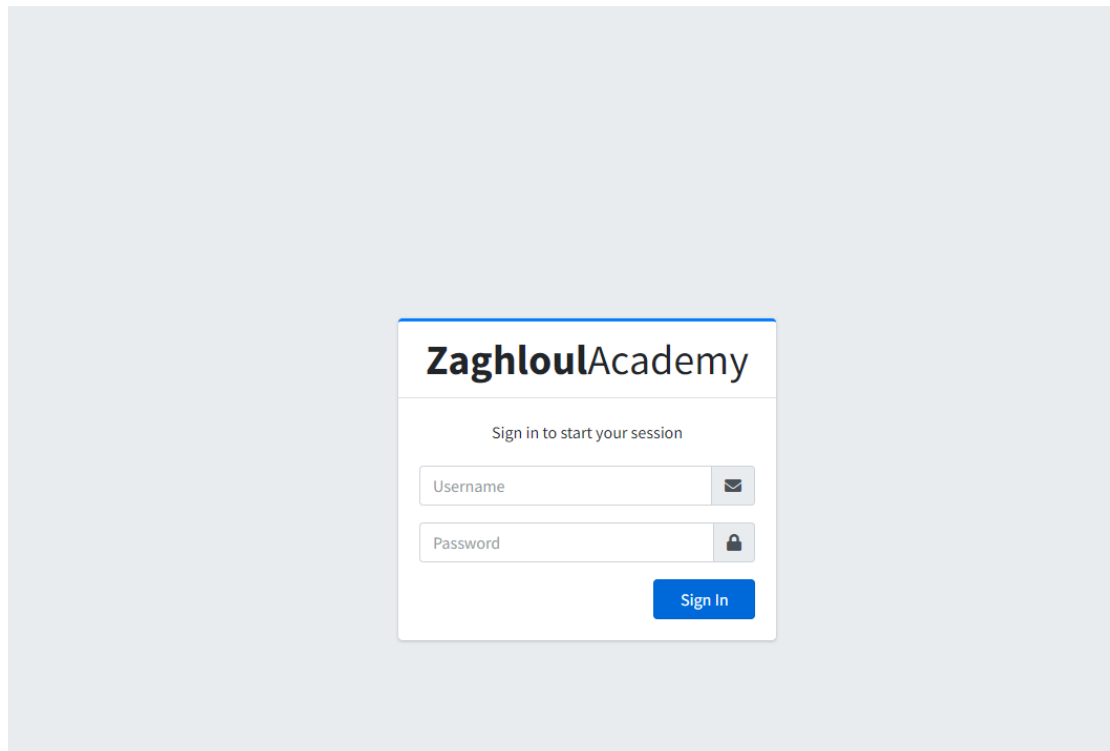 ZaghloulAcademy
Sign in to start your session
Username
Password
Sign In